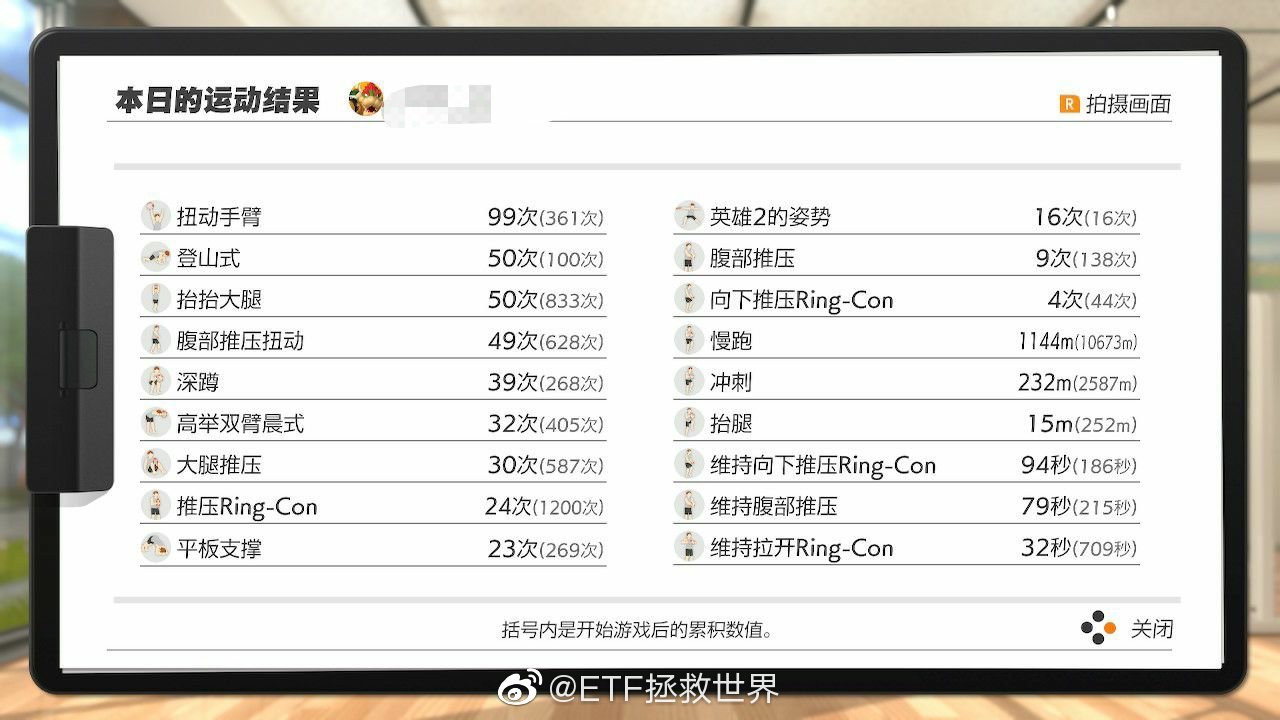 本日的运动结果
R 拍摄画面
扭动手臂 99次(361次)
登山式 50次(100次)
抬抬大腿 50次(833次)
腹部推压扭动 49次(628次)
深蹲 39次(268次)
高举双臂晨式 32次(405次)
大腿推压 30次(587次)
推压Ring-Con 24次(1200次)
平板支撑 23次(269次)
英雄2的姿势 16次(16次)
腹部推压 9次(138次)
向下推压Ring-Con 4次(44次)
慢跑 1144m(10673m)
冲刺 232m(2587m)
抬腿 15m(252m)
维持向下推压Ring-Con 94秒(186秒)
维持腹部推压 79秒(215秒)
维持拉开Ring-Con 32秒(709秒)
括号内是开始游戏后的累积数值。
关闭
@ETF拯救世界